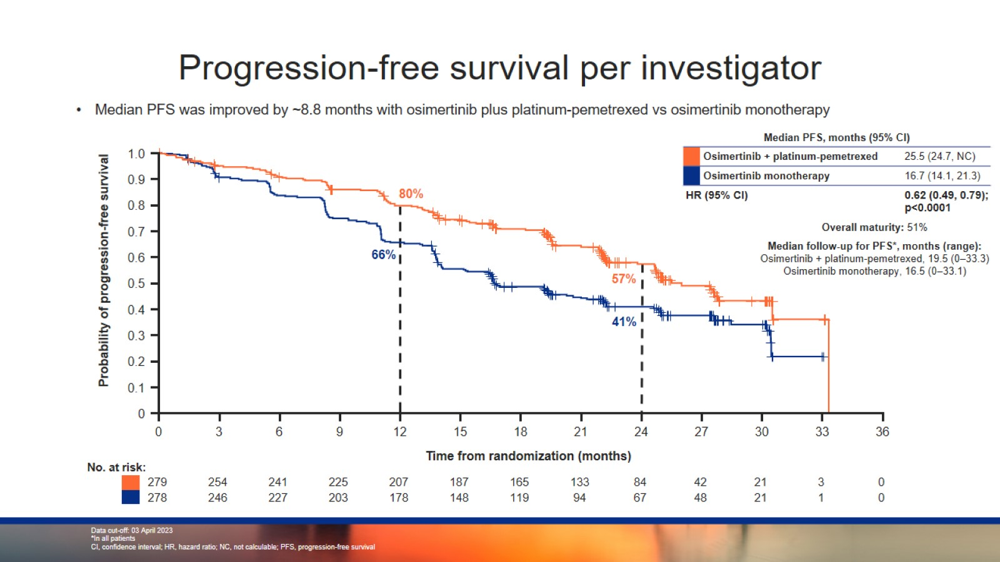 Progression-free survival per investigator
• Median PFS was improved by ~8.8 months with osimertinib plus platinum-pemetrexed vs osimertinib monotherapy
Median PFS, months (95% CI)
Osimertinib + platinum-pemetrexed 25.5 (24.7, NC)
Osimertinib monotherapy 16.7 (14.1, 21.3)
HR (95% CI) 0.62 (0.49, 0.79);
p<0.0001
Overall maturity: 51%
Median follow-up for PFS*, months (range):
Osimertinib + platinum-pemetrexed, 19.5 (0–33.3)
Osimertinib monotherapy, 16.5 (0–33.1)
Probability of progression-free survival
1.0
0.9
0.8
0.7
0.6
0.5
0.4
0.3
0.2
0.1
0
80%
66%
57%
41%
0 3 6 9 12 15 18 21 24 27 30 33 36
Time from randomization (months)
No. at risk:
279 254 241 225 207 187 165 133 84 42 21 3 0
278 246 227 203 178 148 119 94 67 48 21 1 0
Data cut-off: 03 April 2023
*In all patients
CI, confidence interval; HR, hazard ratio; NC, not calculable; PFS, progression-free survival